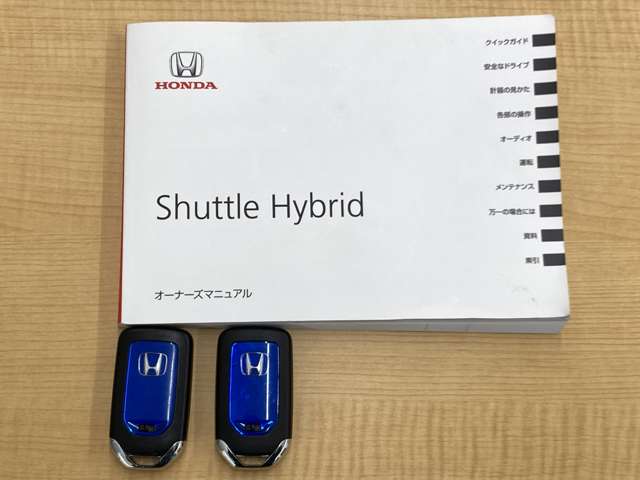 HONDA
Shuttle Hybrid
オーナーズマニュアル
クイックガイド
安全なドライブ
計器の見かた
各部の操作
オーディオ
運転
メンテナンス
万一の場合には
資料
索引